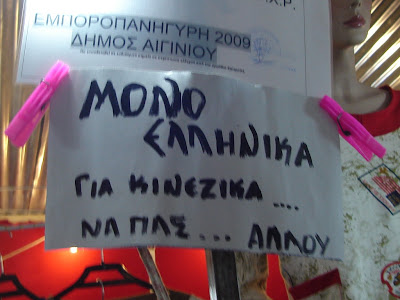 ΕΜΠΟΡΟΠΑΝΗΓΥΡΗ 2009
ΔΗΜΟΣ ΑΙΓΙΝΙΟΥ
ΜΟΝΟ
ΕΛΛΗΝΙΚΑ
ΓΙΑ ΚΙΝΕΖΙΚΑ ....
ΝΑ ΠΑΣ ... ΑΛΛΟΥ